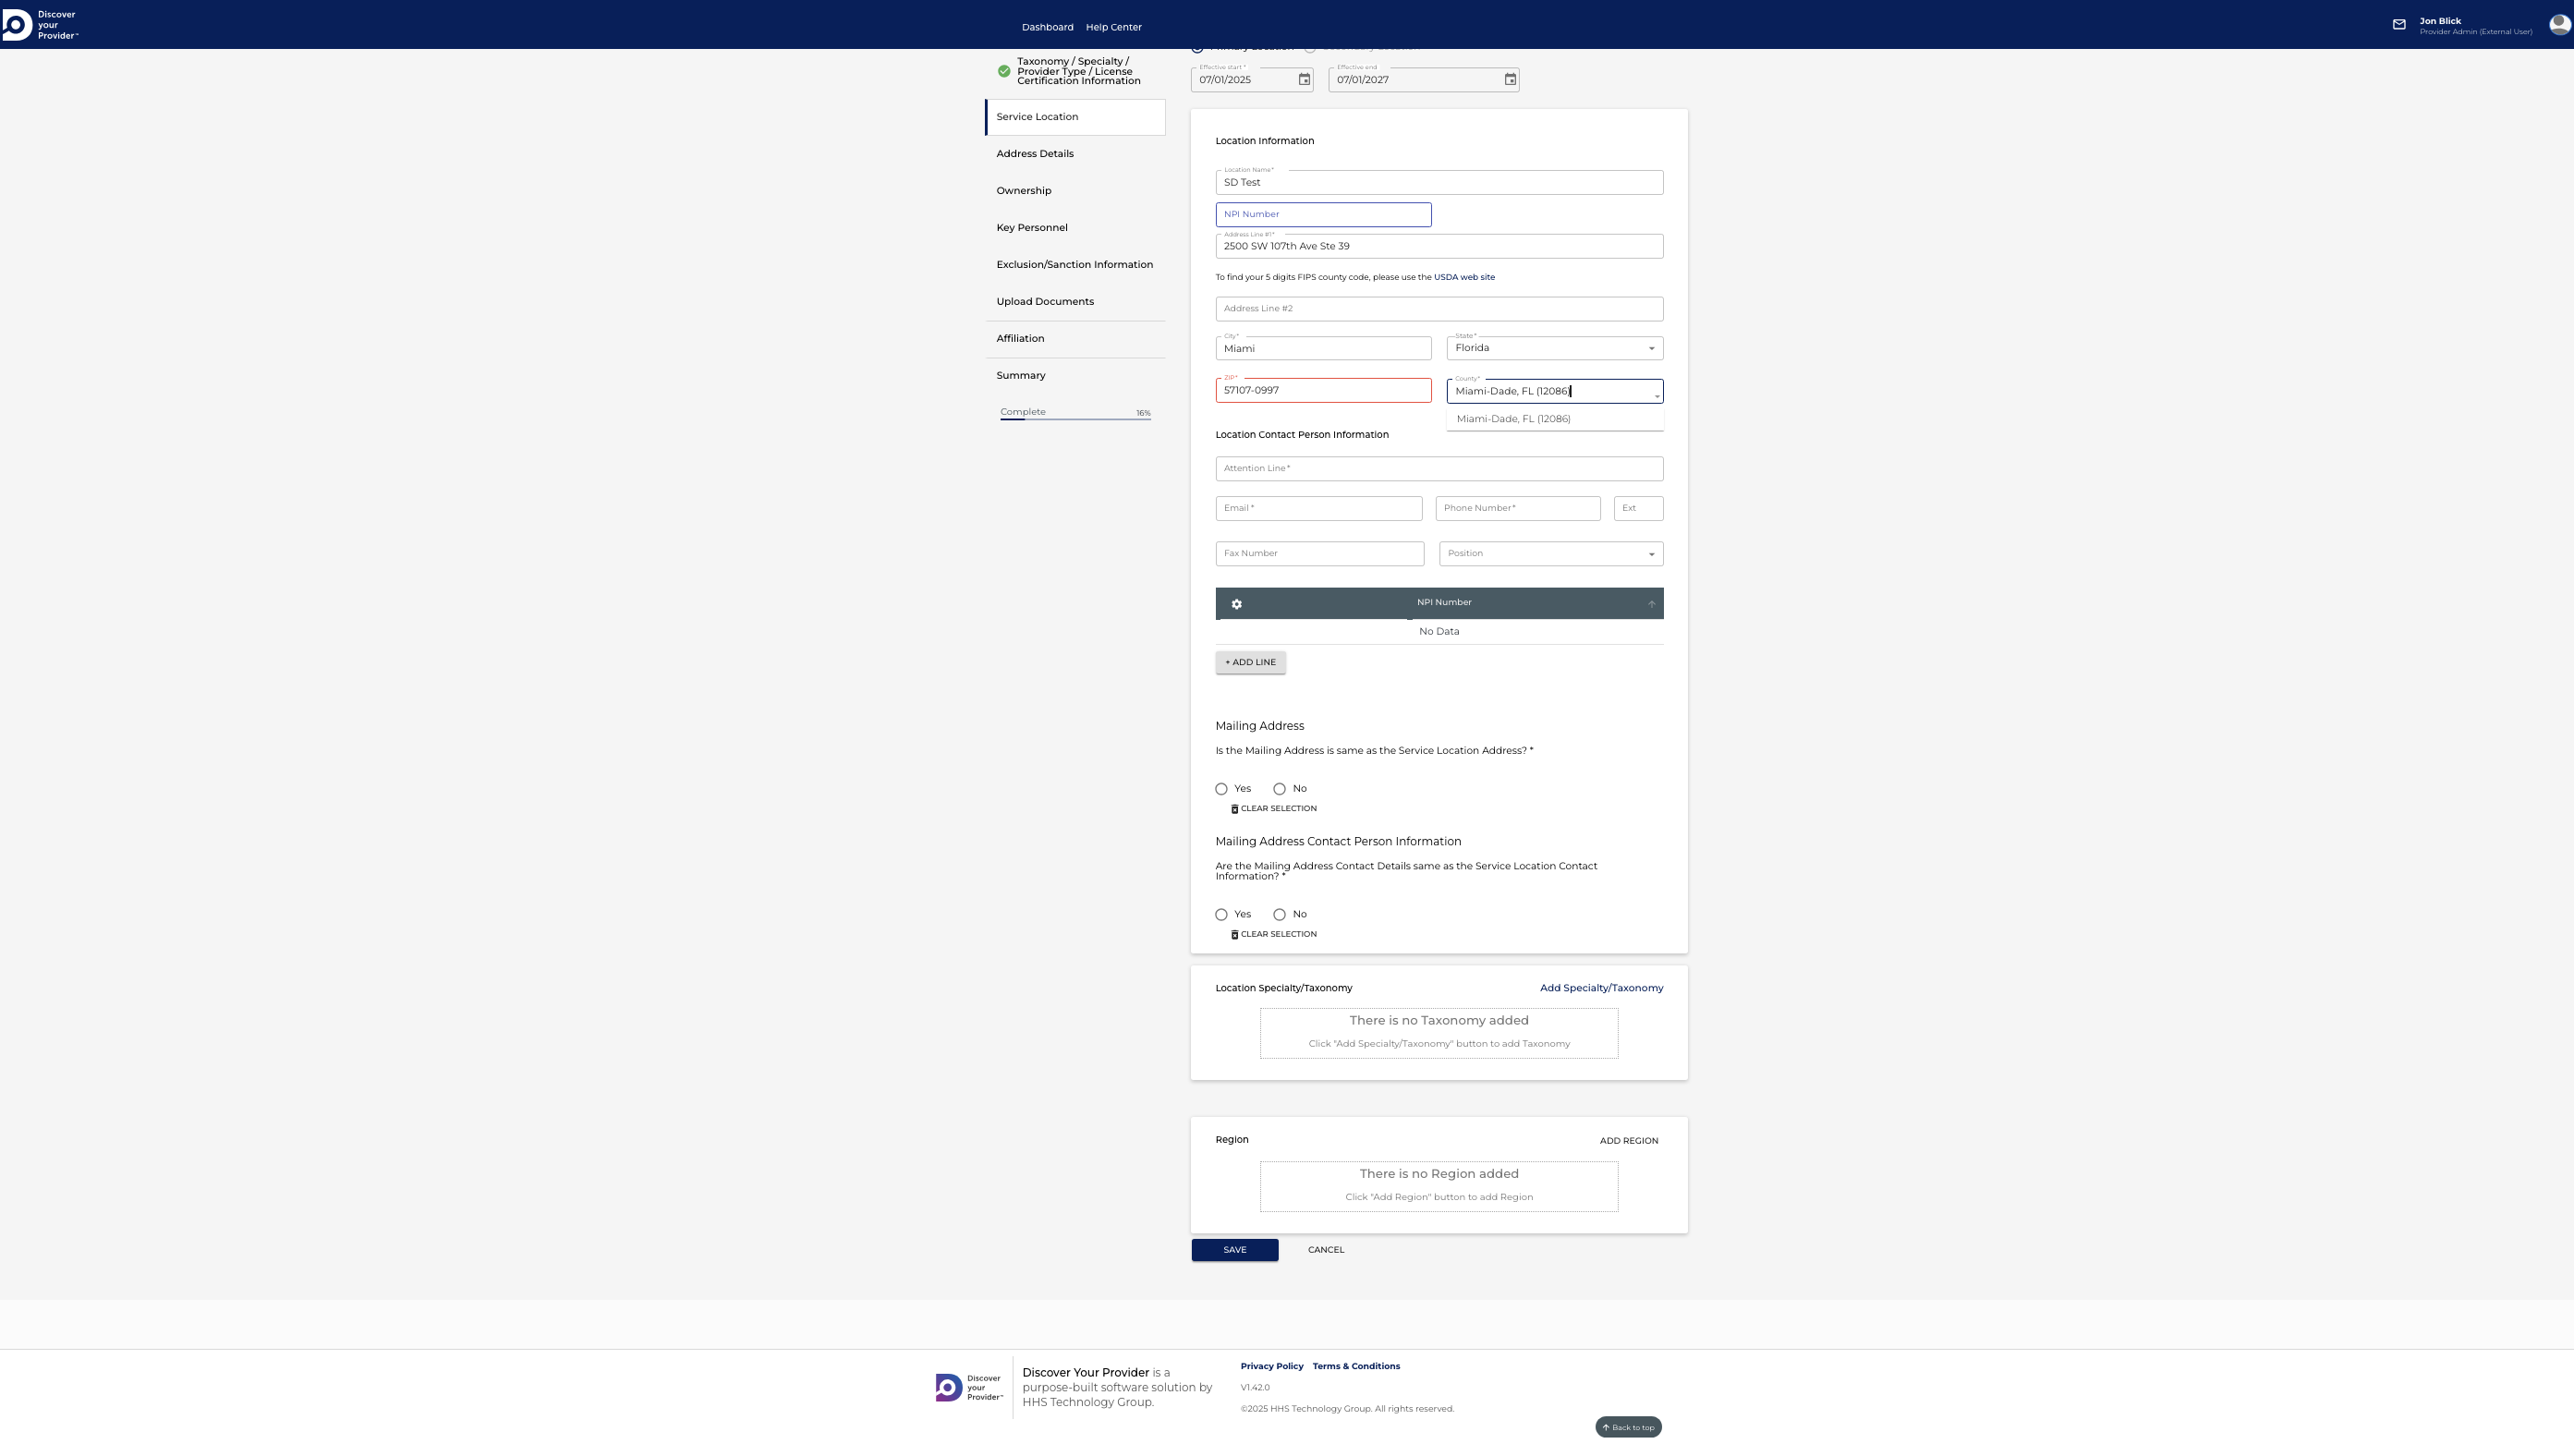 Discover
your
Provider™
Dashboard Help Center
Jon Blick
Provider Admin (External User)
Taxonomy / Specialty /
Provider Type / License
Certification Information
Service Location
Address Details
Ownership
Key Personnel
Exclusion/Sanction Information
Upload Documents
Affiliation
Summary
Complete 16%
Effective start * Effective end
07/01/2025 07/01/2027
Location Information
Location Name*
SD Test
NPI Number
Address Line #1*
2500 SW 107th Ave Ste 39
To find your 5 digits FIPS county code, please use the USDA web site
Address Line #2
City* State*
Miami Florida
ZIP* County*
57107-0997 Miami-Dade, FL (12086)
Miami-Dade, FL (12086)
Location Contact Person Information
Attention Line*
Email * Phone Number* Ext
Fax Number Position
NPI Number
No Data
+ ADD LINE
Mailing Address
Is the Mailing Address is same as the Service Location Address? *
Yes No
CLEAR SELECTION
Mailing Address Contact Person Information
Are the Mailing Address Contact Details same as the Service Location Contact
Information? *
Yes No
CLEAR SELECTION
Location Specialty/Taxonomy Add Specialty/Taxonomy
There is no Taxonomy added
Click "Add Specialty/Taxonomy" button to add Taxonomy
Region ADD REGION
There is no Region added
Click "Add Region" button to add Region
SAVE CANCEL
Discover
your
Provider™
Discover Your Provider is a
purpose-built software solution by
HHS Technology Group.
Privacy Policy Terms & Conditions
V1.42.0
©2025 HHS Technology Group. All rights reserved.
Back to top